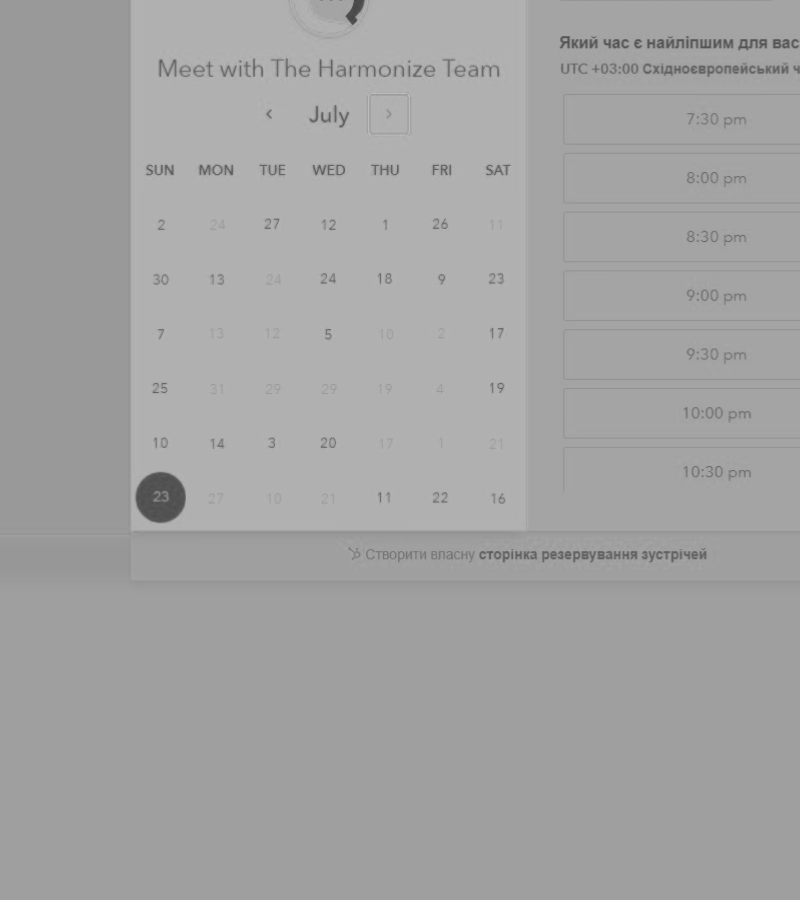 Meet with The Harmonize Team
July
SUN MON TUE WED THU FRI SAT
2 24 27 12 1 26 11
30 13 24 24 18 9 23
7 13 12 5 10 2 17
25 31 29 29 19 4 19
10 14 3 20 17 1 21
23 27 10 21 11 22 16
Який час є найліпшим для вас
UTC +03:00 Східноєвропейський ч
7:30 pm
8:00 pm
8:30 pm
9:00 pm
9:30 pm
10:00 pm
10:30 pm
Створити власну сторінка резервування зустрічей